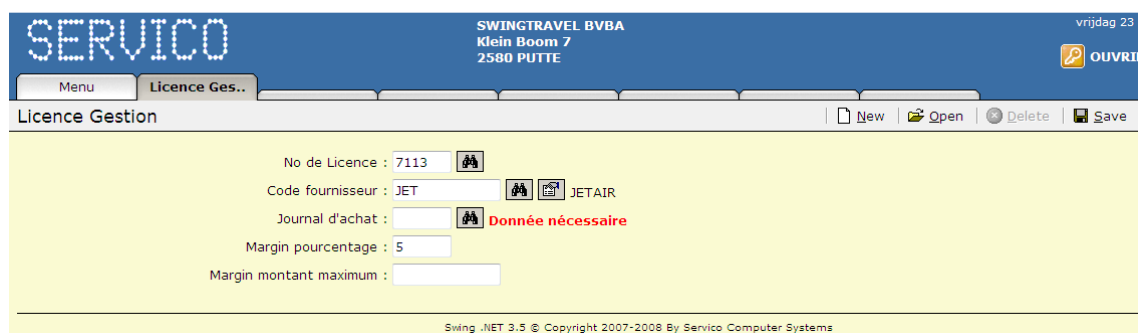 SERVICO
SWINGTRAVEL BVBA
Klein Boom 7
2580 PUTTE
vrijdag 23
OUVRI
Menu
Licence Ges..
Licence Gestion
New
Open
Delete
Save
No de Licence : 7113
Code fournisseur : JET JETAIR
Journal d'achat : Donnée nécessaire
Margin pourcentage : 5
Margin montant maximum :
Swing .NET 3.5 © Copyright 2007-2008 By Servico Computer Systems